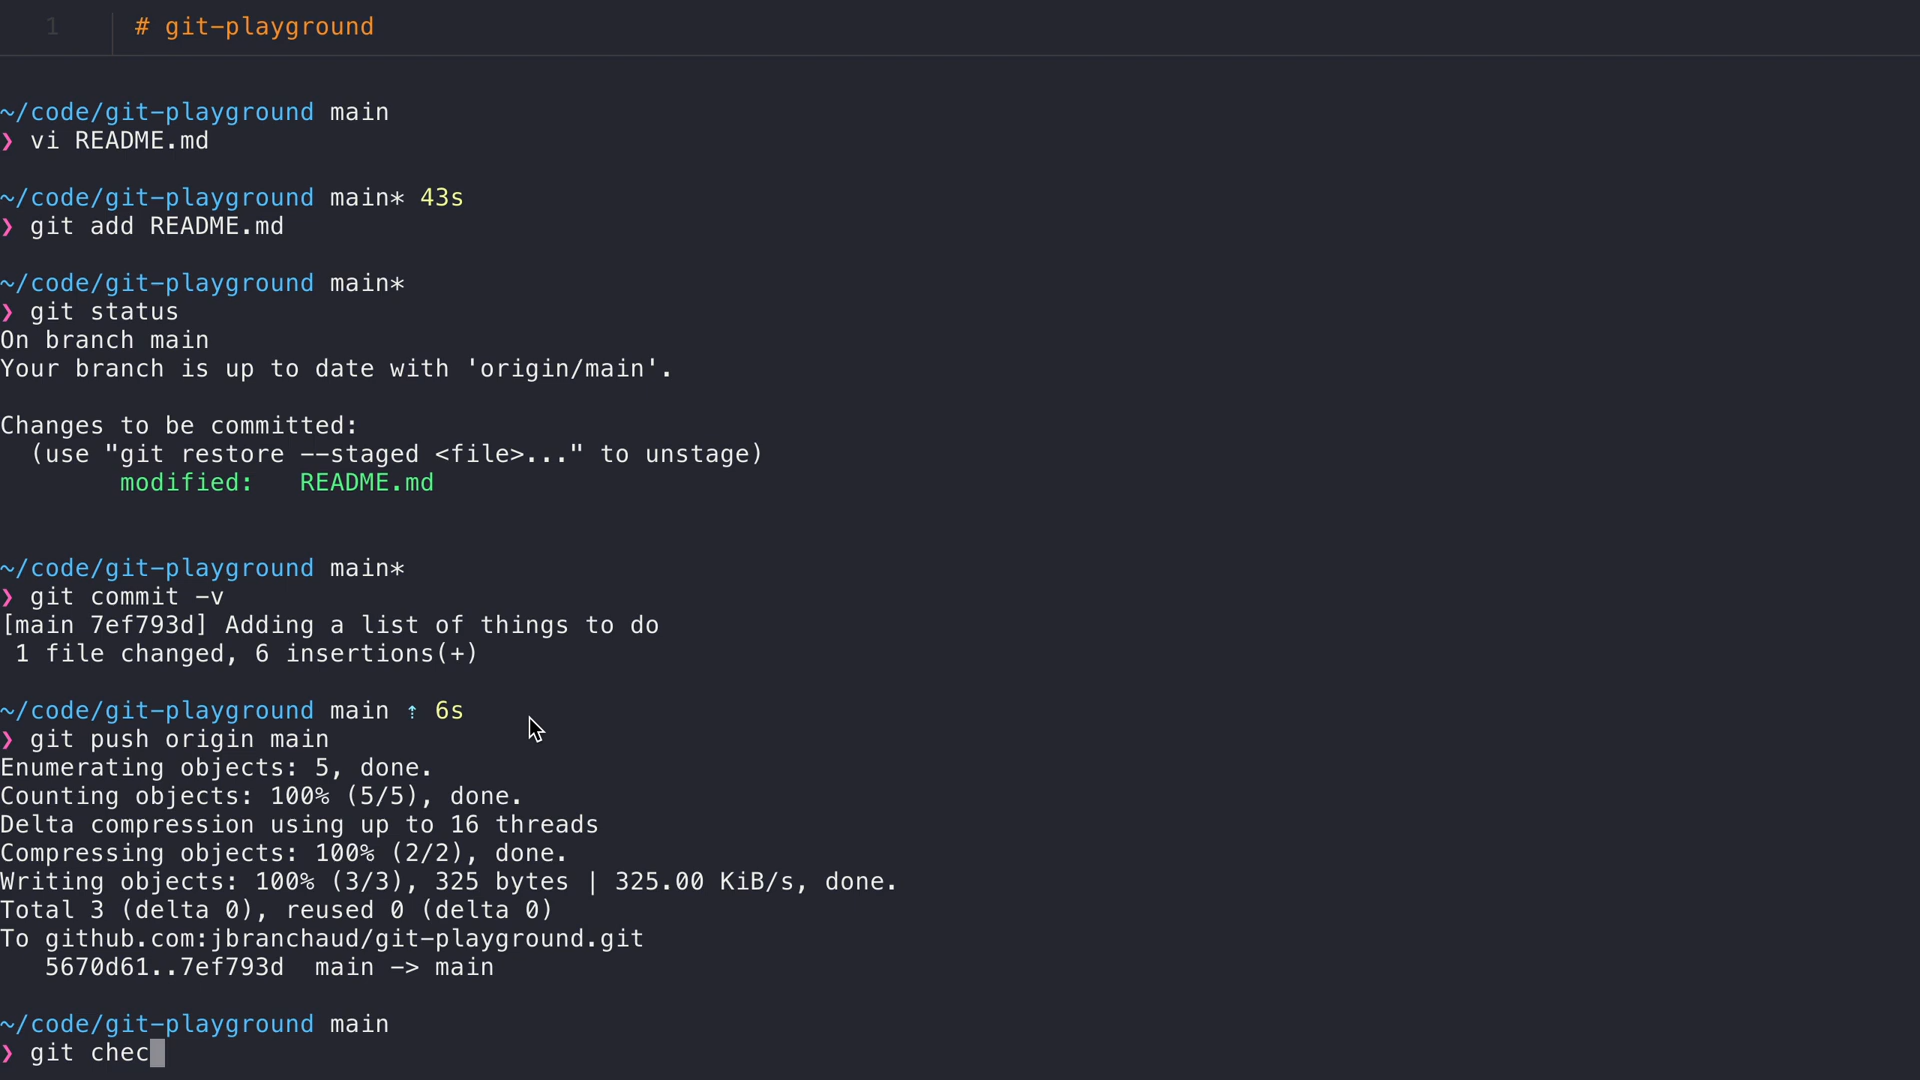 1 # git-playground
~/code/git-playground main
❯ vi README.md
~/code/git-playground main* 43s
❯ git add README.md
~/code/git-playground main*
❯ git status
On branch main
Your branch is up to date with 'origin/main'.
Changes to be committed:
  (use "git restore --staged <file>..." to unstage)
        modified:   README.md
~/code/git-playground main*
❯ git commit -v
[main 7ef793d] Adding a list of things to do
 1 file changed, 6 insertions(+)
~/code/git-playground main ⇡ 6s
❯ git push origin main
Enumerating objects: 5, done.
Counting objects: 100% (5/5), done.
Delta compression using up to 16 threads
Compressing objects: 100% (2/2), done.
Writing objects: 100% (3/3), 325 bytes | 325.00 KiB/s, done.
Total 3 (delta 0), reused 0 (delta 0)
To github.com:jbranchaud/git-playground.git
   5670d61..7ef793d  main -> main
~/code/git-playground main
❯ git chec